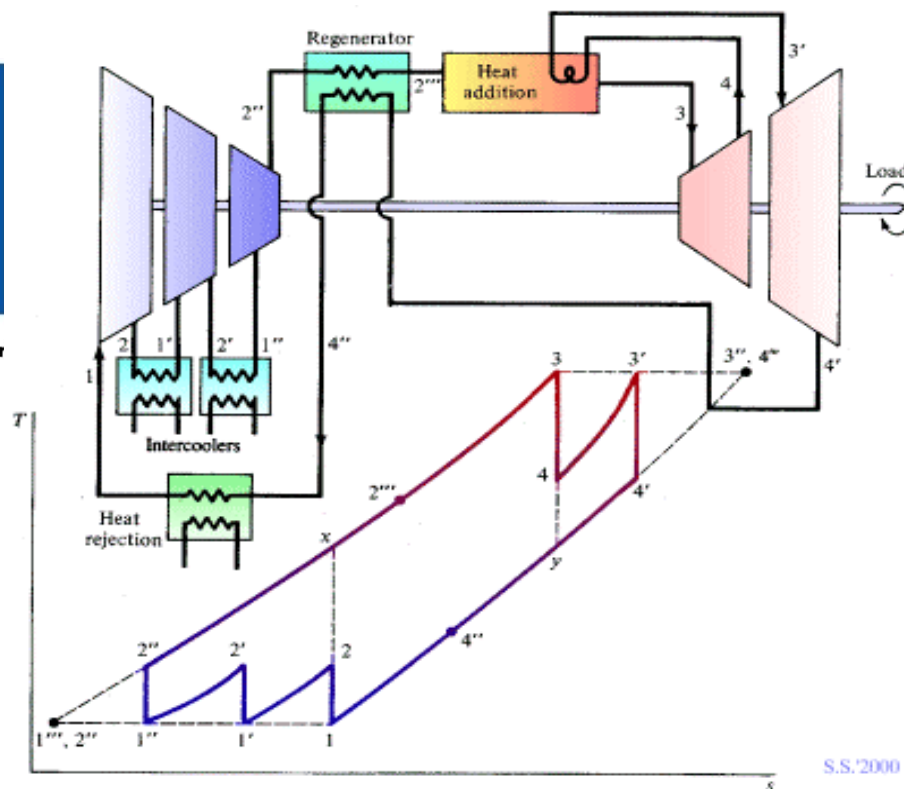 Regenerator
3′
2″
2‴
Heat
addition
4
3
Load
2
1′
2′
1″
4″
1
Intercoolers
4′
3″, 4‴
T
3
3′
4
4′
2‴
Heat
rejection
x
y
4″
2″
2′
2
1‴, 2″
1″
1′
1
s
S.S.'2000